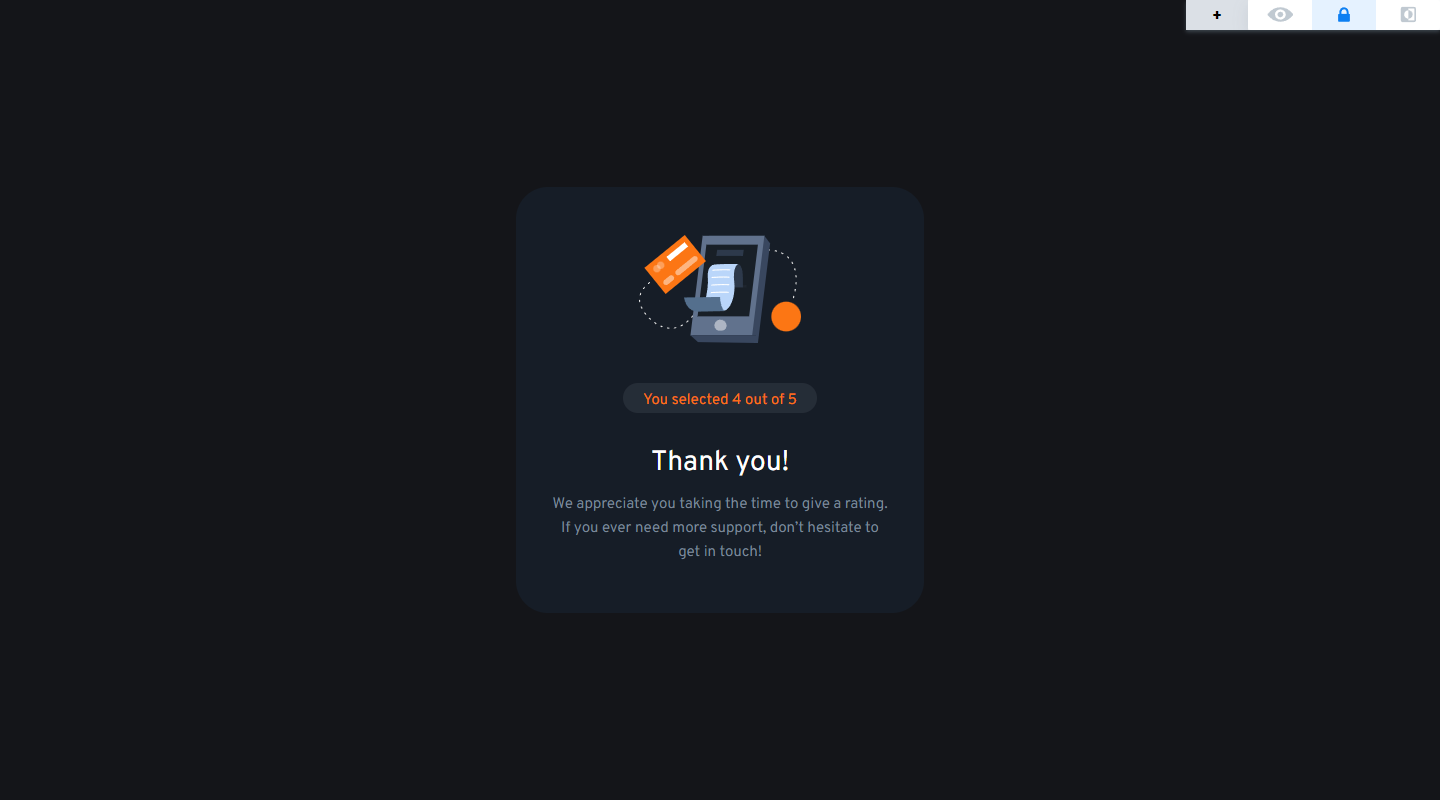 +
You selected 4 out of 5
Thank you!
We appreciate you taking the time to give a rating.
If you ever need more support, don’t hesitate to
get in touch!